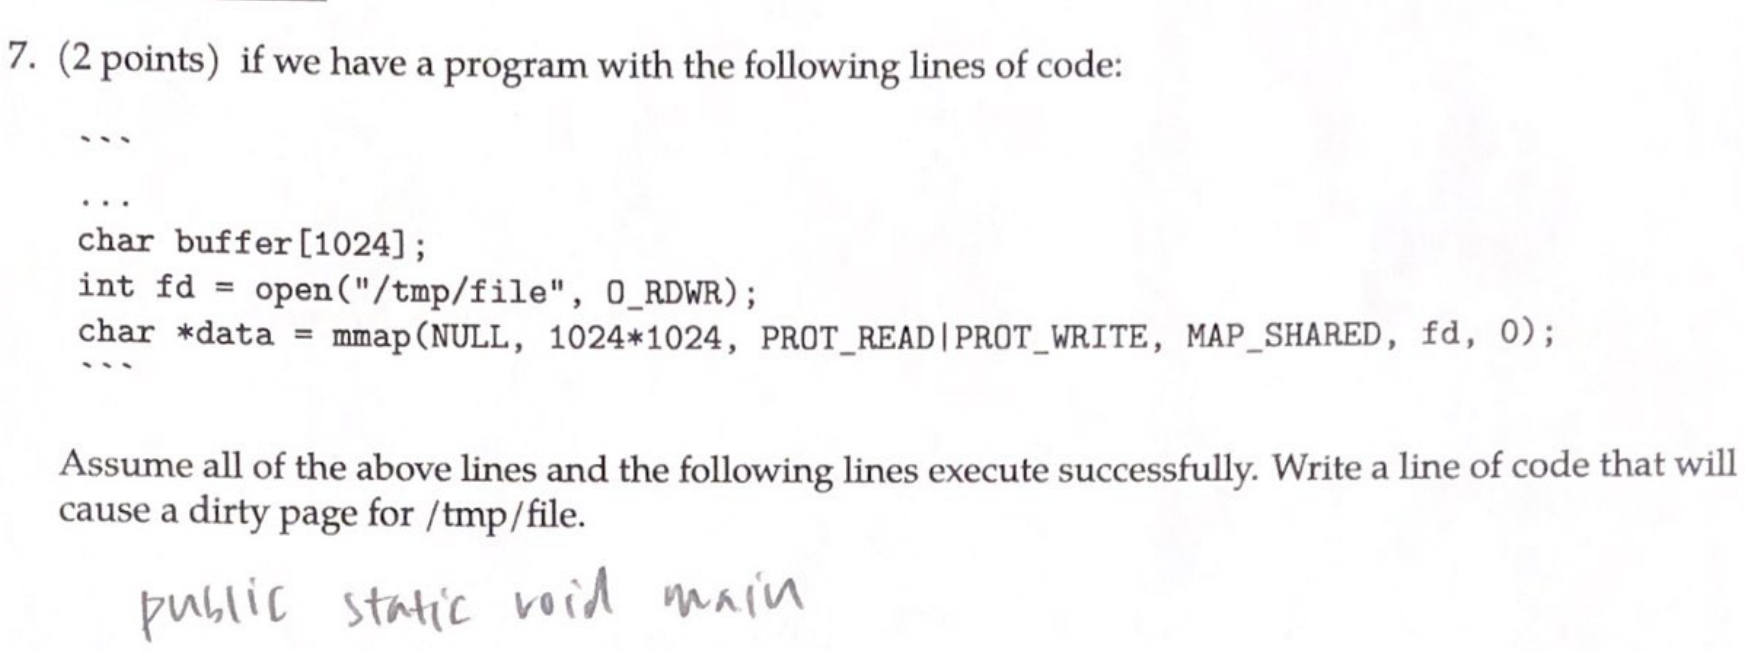 7. (2 points) if we have a program with the following lines of code:
```
...
char buffer[1024];
int fd = open("/tmp/file", O_RDWR);
char *data = mmap(NULL, 1024*1024, PROT_READ|PROT_WRITE, MAP_SHARED, fd, 0);
```
Assume all of the above lines and the following lines execute successfully. Write a line of code that will
cause a dirty page for /tmp/file.
public static void main